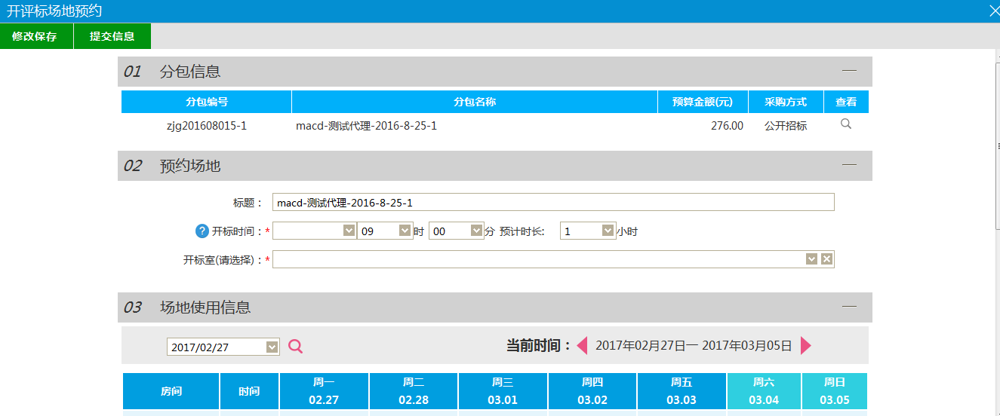 开评标场地预约
修改保存 提交信息
01 分包信息
分包编号 分包名称 预算金额(元) 采购方式 查看
zjg201608015-1 macd-测试代理-2016-8-25-1 276.00 公开招标
02 预约场地
标题： macd-测试代理-2016-8-25-1
? 开标时间：* 09 时 00 分 预计时长: 1 小时
开标室(请选择)：*
03 场地使用信息
2017/02/27 当前时间： 2017年02月27日一 2017年03月05日
房间 时间 周一 周二 周三 周四 周五 周六 周日
02.27 02.28 03.01 03.02 03.03 03.04 03.05